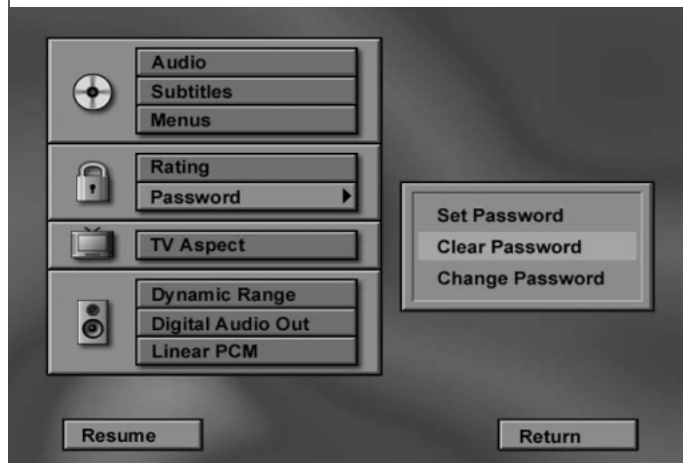 Audio
Subtitles
Menus
Rating
Password
TV Aspect
Dynamic Range
Digital Audio Out
Linear PCM
Set Password
Clear Password
Change Password
Resume
Return